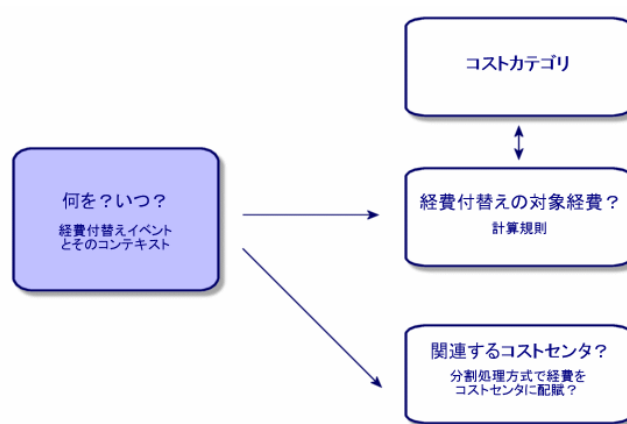 コストカテゴリ
何を？いつ？
経費付替えイベント
とそのコンテキスト
経費付替えの対象経費？
計算規則
関連するコストセンタ？
分割処理方式で経費を
コストセンタに配賦？